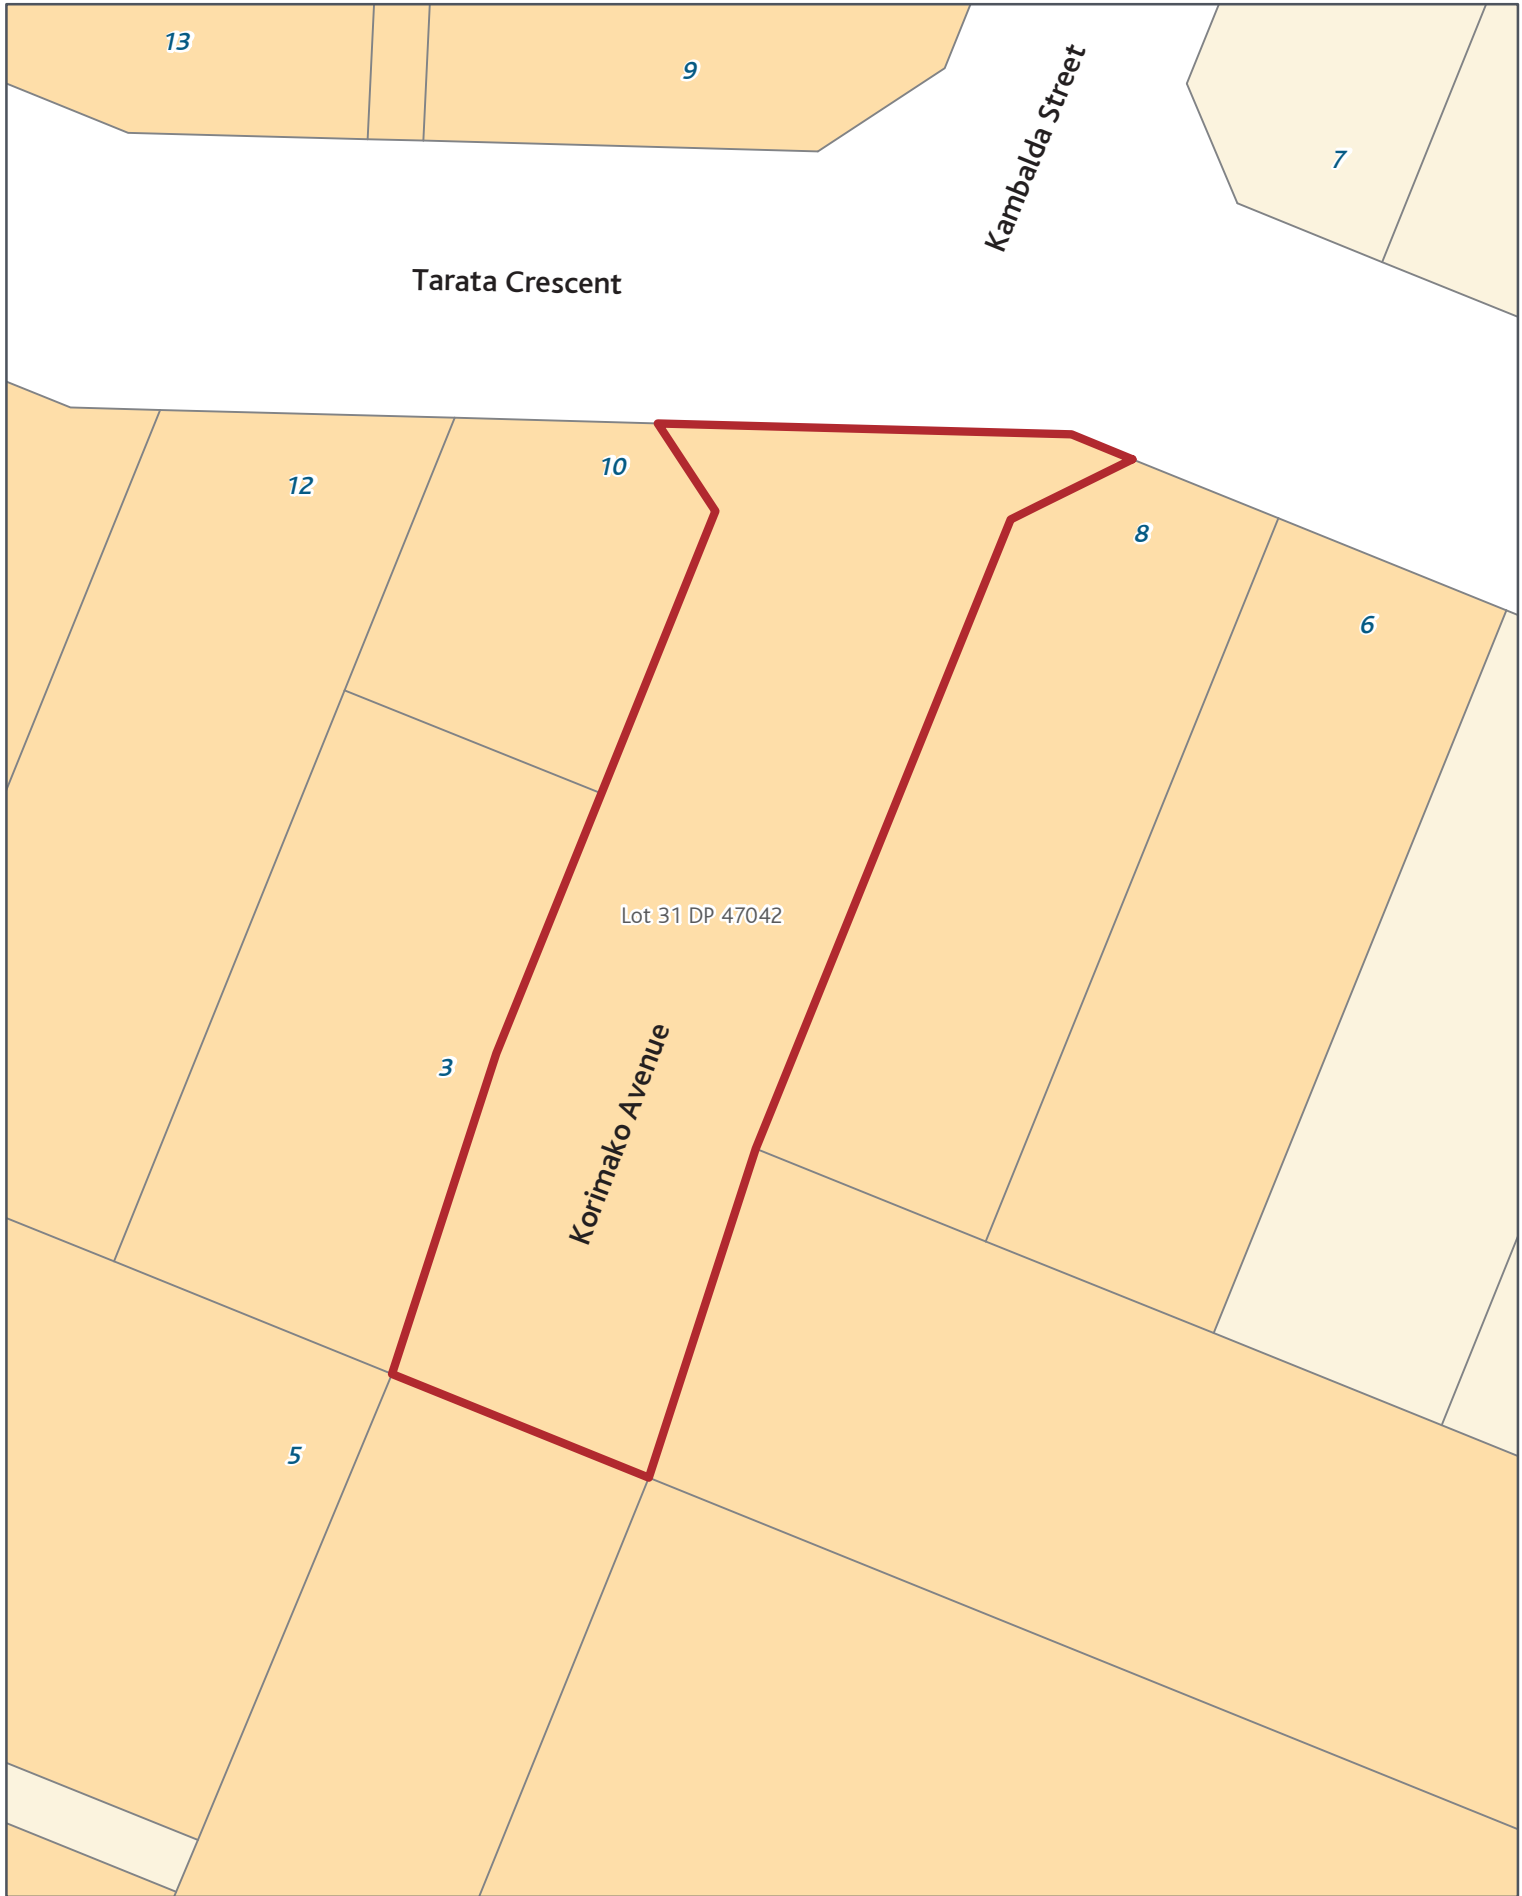 13
9
Kambalda Street
7
Tarata Crescent
10
12
8
6
Lot 31 DP 47042
3
Korimako Avenue
5